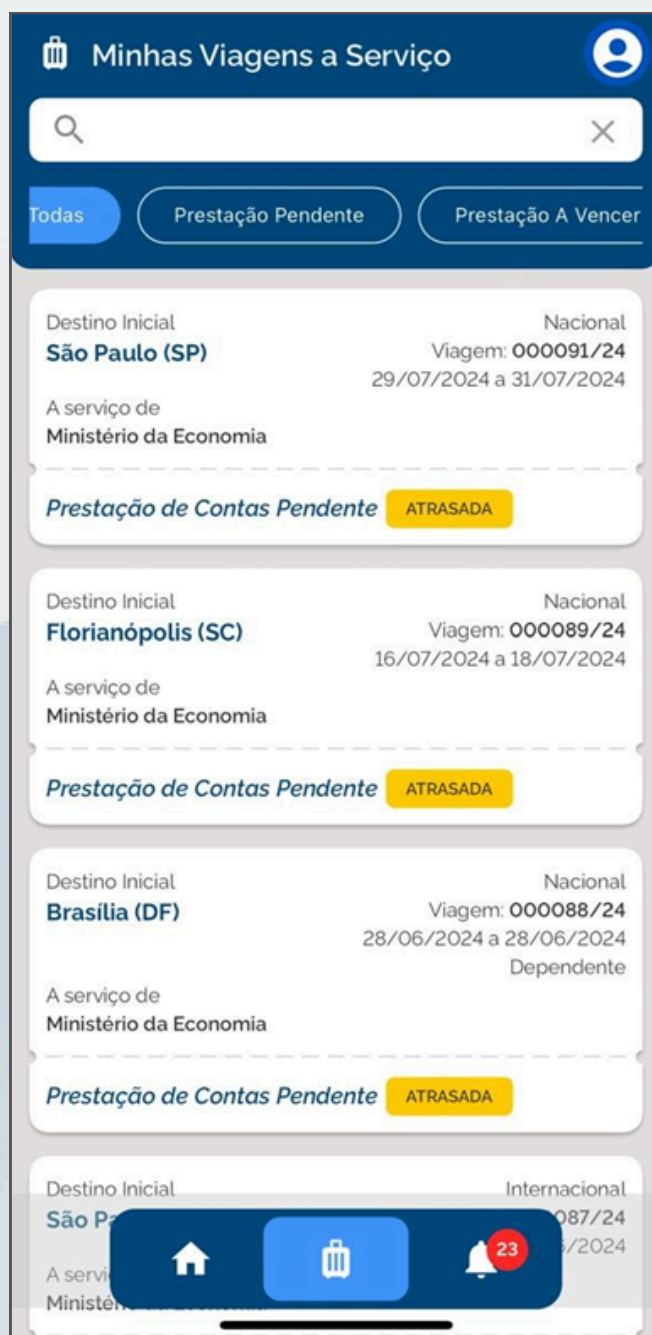 Minhas Viagens a Serviço
Todas
Prestação Pendente
Prestação A Vencer
Destino Inicial
Nacional
São Paulo (SP)
Viagem: 000091/24
29/07/2024 a 31/07/2024
A serviço de
Ministério da Economia
Prestação de Contas Pendente
ATRASADA
Destino Inicial
Nacional
Florianópolis (SC)
Viagem: 000089/24
16/07/2024 a 18/07/2024
A serviço de
Ministério da Economia
Prestação de Contas Pendente
ATRASADA
Destino Inicial
Nacional
Brasília (DF)
Viagem: 000088/24
28/06/2024 a 28/06/2024
Dependente
A serviço de
Ministério da Economia
Prestação de Contas Pendente
ATRASADA
Destino Inicial
Internacional
São
087/24
/2024
A
23